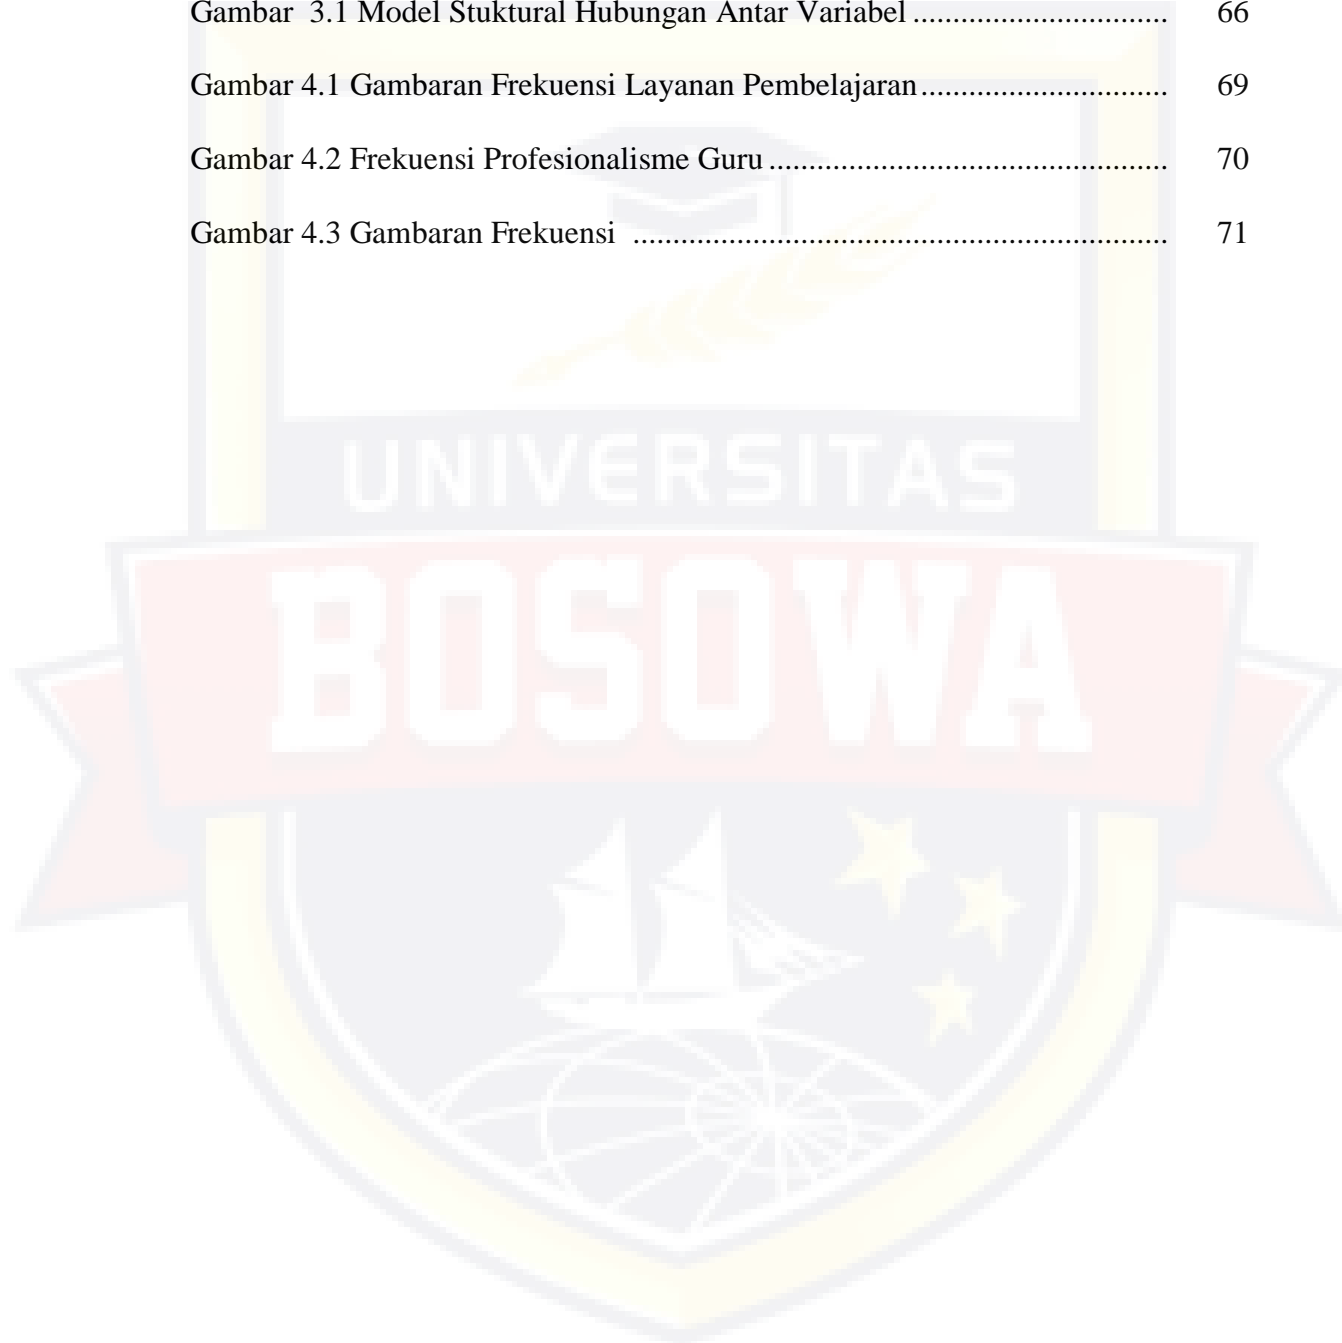 Gambar  3.1 Model Stuktural Hubungan Antar Variabel ................................ 66
Gambar 4.1 Gambaran Frekuensi Layanan Pembelajaran............................... 69
Gambar 4.2 Frekuensi Profesionalisme Guru .................................................. 70
Gambar 4.3 Gambaran Frekuensi  ................................................................... 71
UNIVERSITAS
BOSOWA